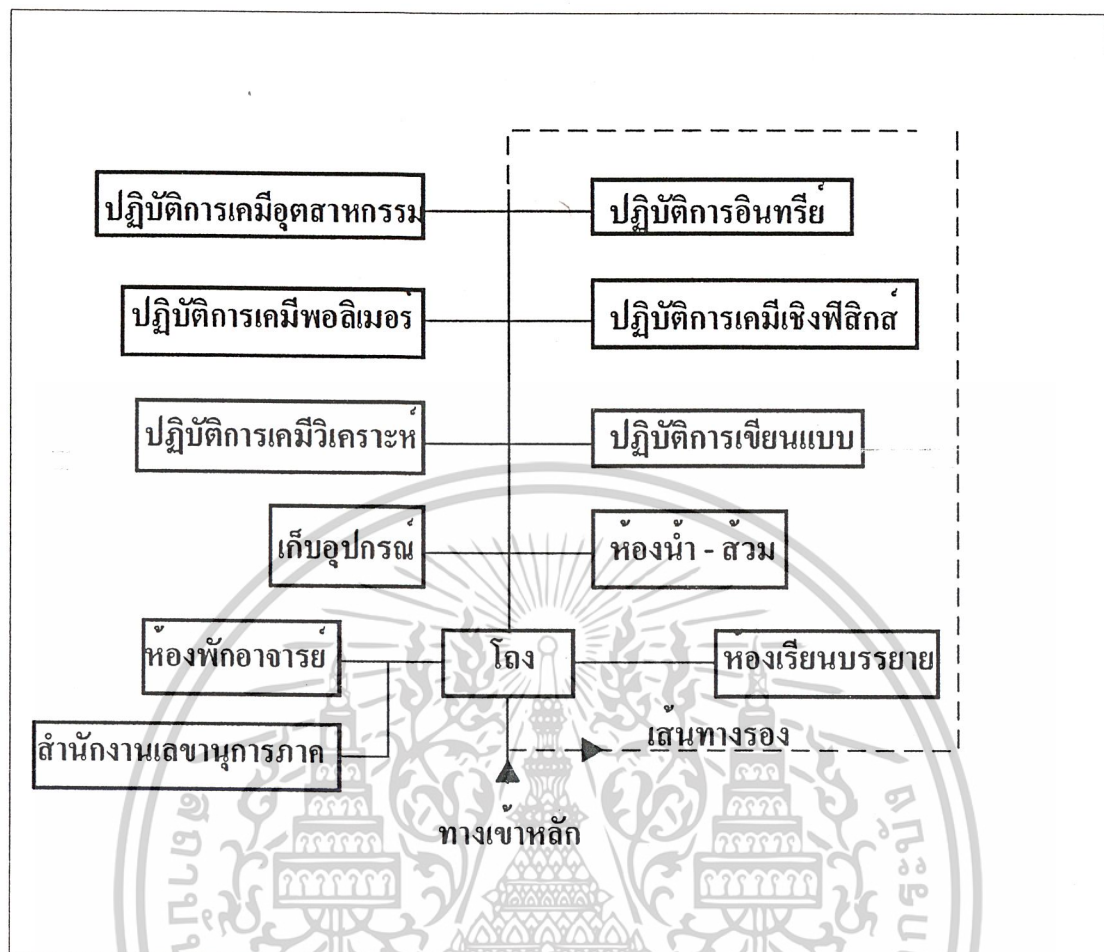 ปฏิบัติการเคมีอุตสาหกรรม
ปฏิบัติการอินทรีย์
ปฏิบัติการเคมีพอลิเมอร์
ปฏิบัติการเคมีเชิงฟิสิกส์
ปฏิบัติการเคมีวิเคราะห์
ปฏิบัติการเขียนแบบ
เก็บอุปกรณ์
ห้องน้ำ - ส้วม
ห้องพักอาจารย์
โถง
ห้องเรียนบรรยาย
สำนักงานเลขานุการภาค
เส้นทางรอง
ทางเข้าหลัก